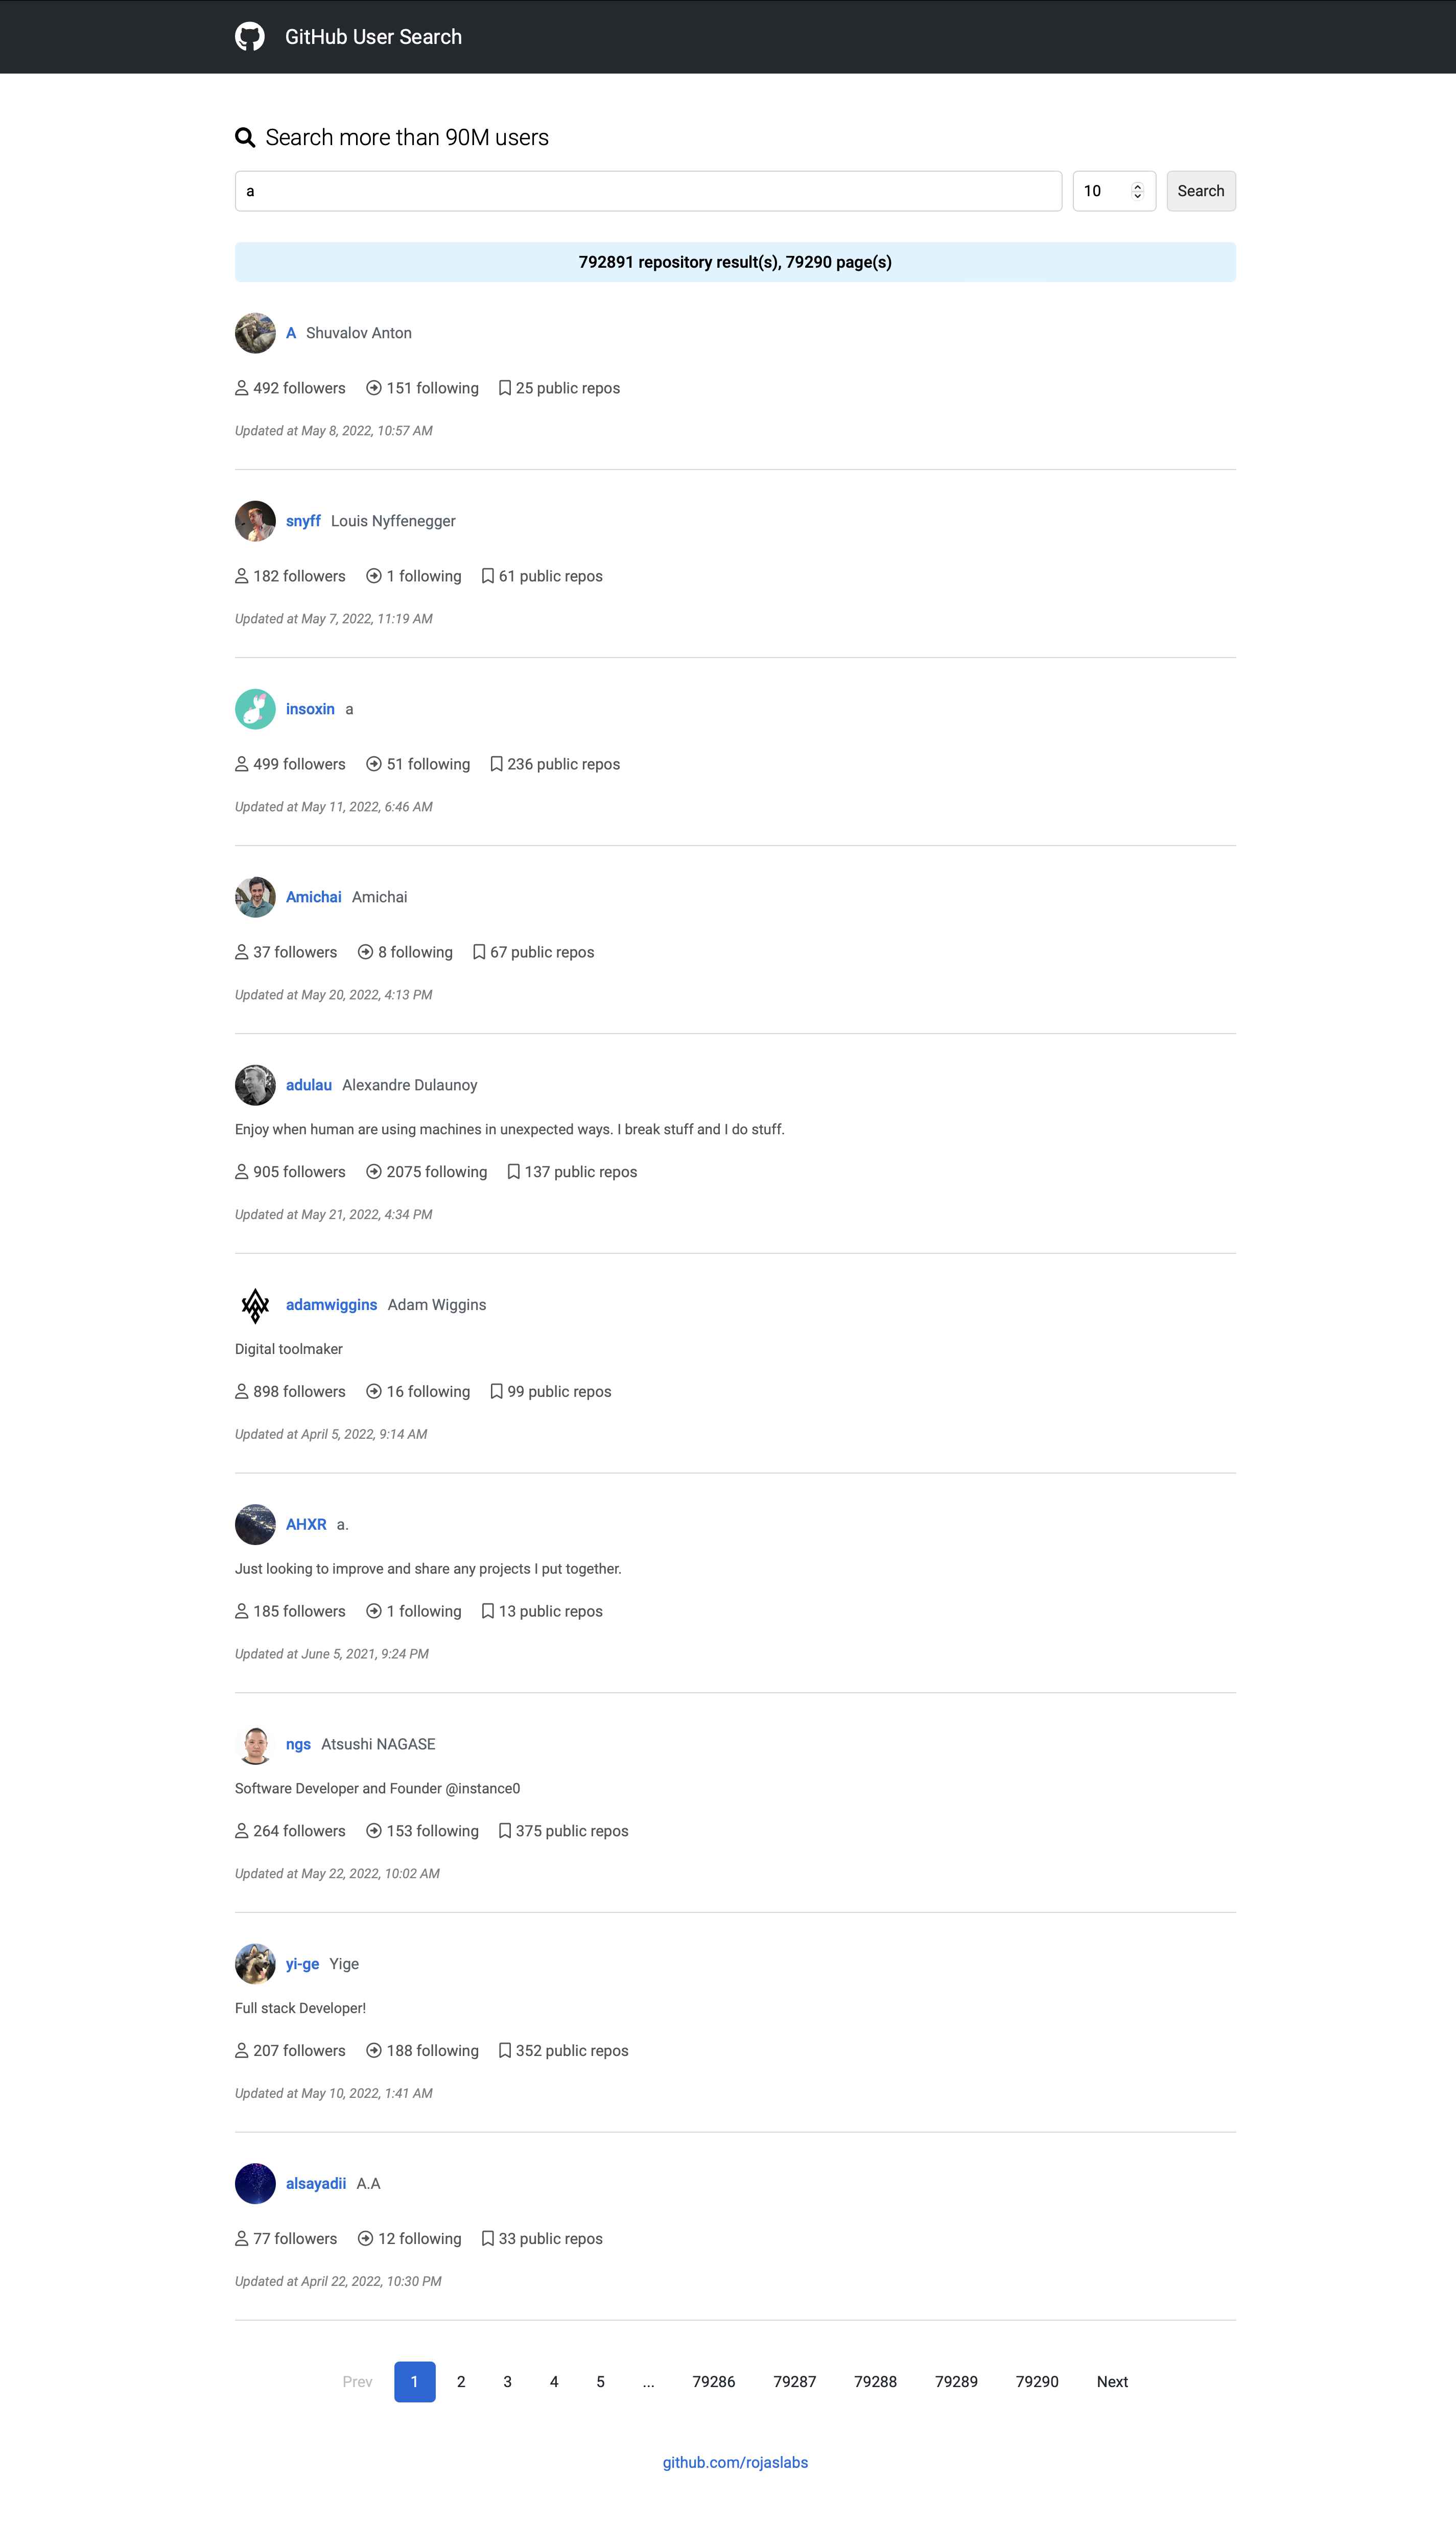 GitHub User Search
Search more than 90M users
a 10 Search
792891 repository result(s), 79290 page(s)
A Shuvalov Anton
492 followers 151 following 25 public repos
Updated at May 8, 2022, 10:57 AM
snyff Louis Nyffenegger
182 followers 1 following 61 public repos
Updated at May 7, 2022, 11:19 AM
insoxin a
499 followers 51 following 236 public repos
Updated at May 11, 2022, 6:46 AM
Amichai Amichai
37 followers 8 following 67 public repos
Updated at May 20, 2022, 4:13 PM
adulau Alexandre Dulaunoy
Enjoy when human are using machines in unexpected ways. I break stuff and I do stuff.
905 followers 2075 following 137 public repos
Updated at May 21, 2022, 4:34 PM
adamwiggins Adam Wiggins
Digital toolmaker
898 followers 16 following 99 public repos
Updated at April 5, 2022, 9:14 AM
AHXR a.
Just looking to improve and share any projects I put together.
185 followers 1 following 13 public repos
Updated at June 5, 2021, 9:24 PM
ngs Atsushi NAGASE
Software Developer and Founder @instance0
264 followers 153 following 375 public repos
Updated at May 22, 2022, 10:02 AM
yi-ge Yige
Full stack Developer!
207 followers 188 following 352 public repos
Updated at May 10, 2022, 1:41 AM
alsayadii A.A
77 followers 12 following 33 public repos
Updated at April 22, 2022, 10:30 PM
Prev 1 2 3 4 5 ... 79286 79287 79288 79289 79290 Next
github.com/rojaslabs